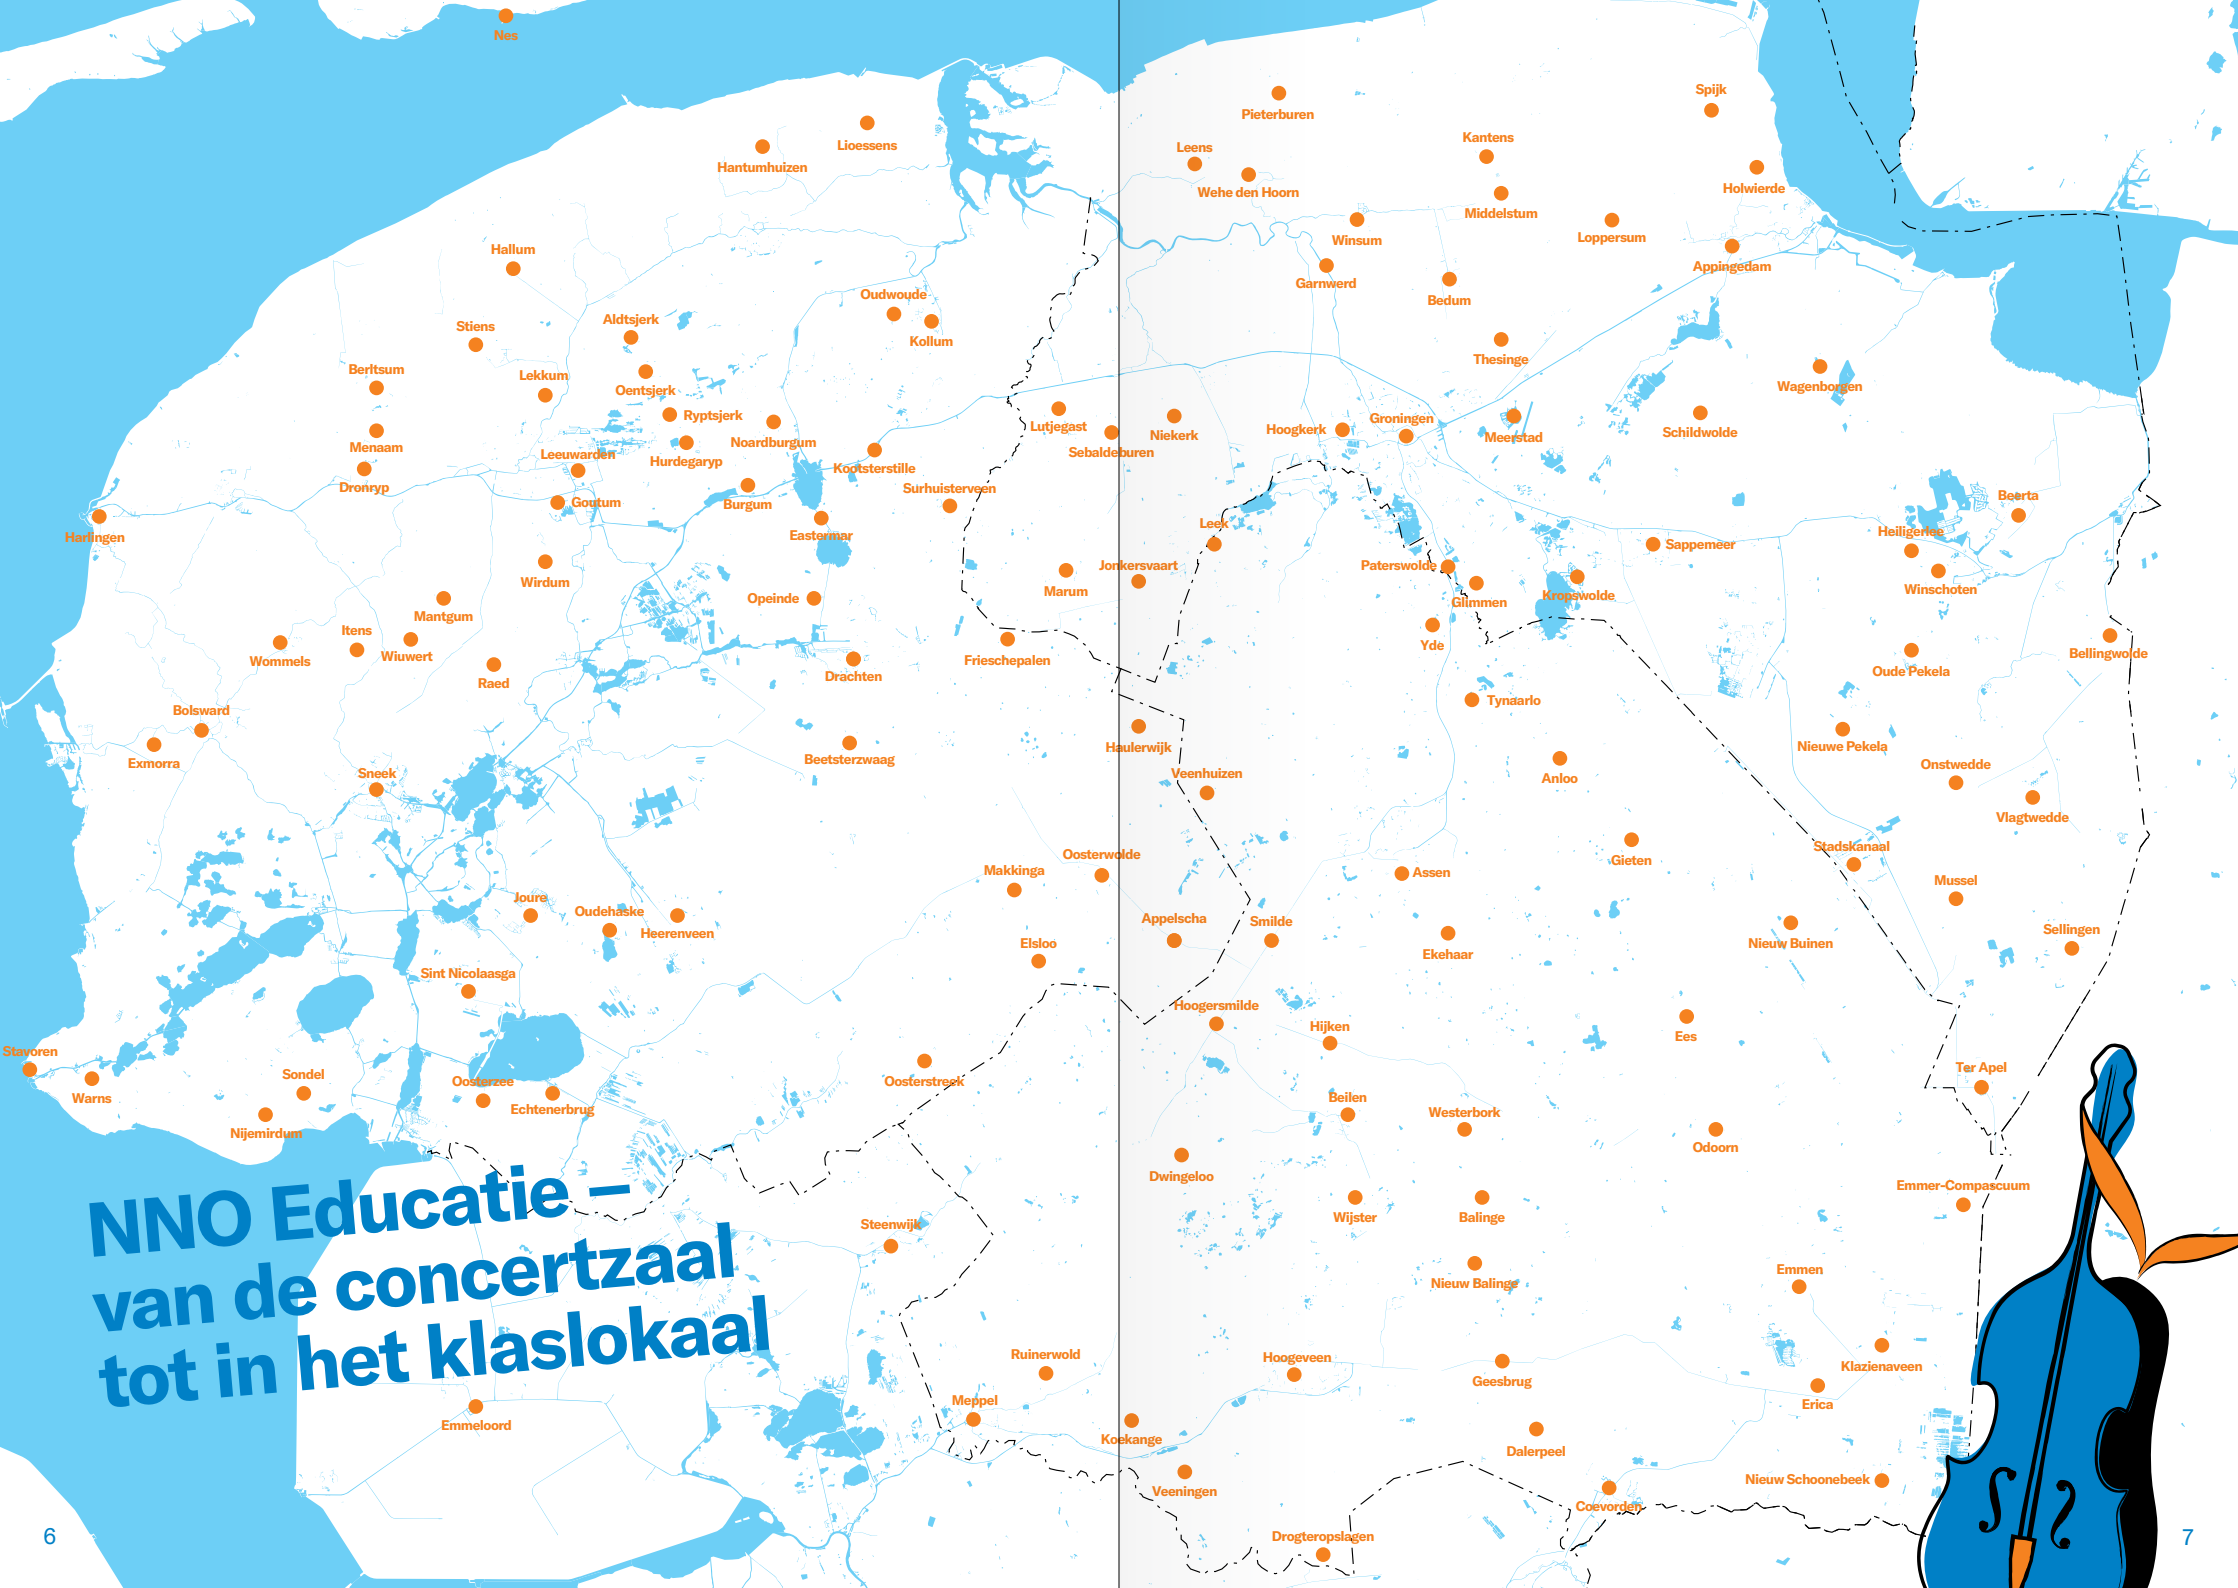 Nes
Pieterburen
Spijk
Lioessens
Hantumhuizen
Leens
Wehe den Hoorn
Kantens
Middelstum
Holwierde
Loppersum
Winsum
Garnwerd
Appingedam
Bedum
Hallum
Oudwoude
Kollum
Stiens
Aldtsjerk
Thesinge
Berltsum
Lekkum
Oentsjerk
Wagenborgen
Ryptsjerk
Noardburgum
Lutjegast
Sebaldeburen
Niekerk
Hoogkerk
Groningen
Meerstad
Schildwolde
Menaam
Leeuwarden
Hurdegaryp
Kootsterstille
Dronryp
Goutum
Burgum
Surhuisterveen
Beerta
Harlingen
Eastermar
Leek
Heiligerlee
Sappemeer
Wirdum
Jonkersvaart
Marum
Paterswolde
Glimmen
Kropswolde
Winschoten
Opeinde
Mantgum
Itens
Wiuwert
Wommels
Raed
Frieschepalen
Drachten
Yde
Bellingwolde
Oude Pekela
Tynaarlo
Bolsward
Exmorra
Beetsterzwaag
Haulerwijk
Nieuwe Pekela
Sneek
Veenhuizen
Anloo
Onstwedde
Vlagtwedde
Oosterwolde
Makkinga
Gieten
Stadskanaal
Assen
Mussel
Joure
Oudehaske
Heerenveen
Appelscha
Smilde
Elsloo
Ekehaar
Nieuw Buinen
Sellingen
Sint Nicolaasga
Hoogersmilde
Hijken
Ees
Stavoren
Warns
Sondel
Nijemirdum
Oosterzee
Echtenerbrug
Oosterstreek
Ter Apel
Beilen
Westerbork
Odoorn
Dwingeloo
Emmer-Compascuum
Wijster
Balinge
Steenwijk
Nieuw Balinge
Emmen
NNO Educatie –
van de concertzaal
tot in het klaslokaal
Ruinerwold
Hoogeveen
Geesbrug
Klazienaveen
Erica
Meppel
Emmeloord
Koekange
Dalerpeel
Veeningen
Nieuw Schoonebeek
Coevorden
Drogteropslagen
6
7